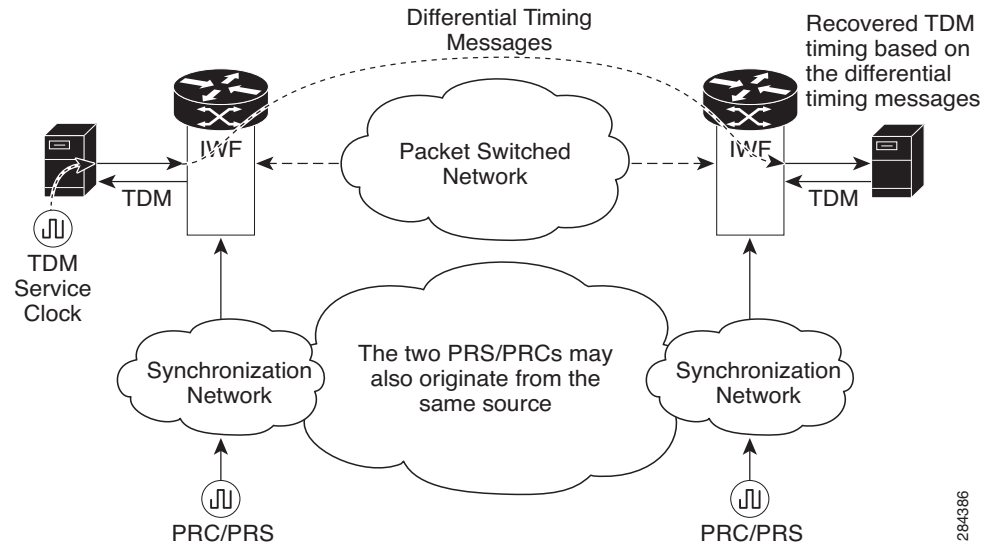 Differential Timing
Messages
Recovered TDM
timing based on
the differential
timing messages
IWF
Packet Switched
Network
IWF
TDM
TDM
TDM
Service
Clock
Synchronization
Network
The two PRS/PRCs may
also originate from the
same source
Synchronization
Network
PRC/PRS
PRC/PRS
284386